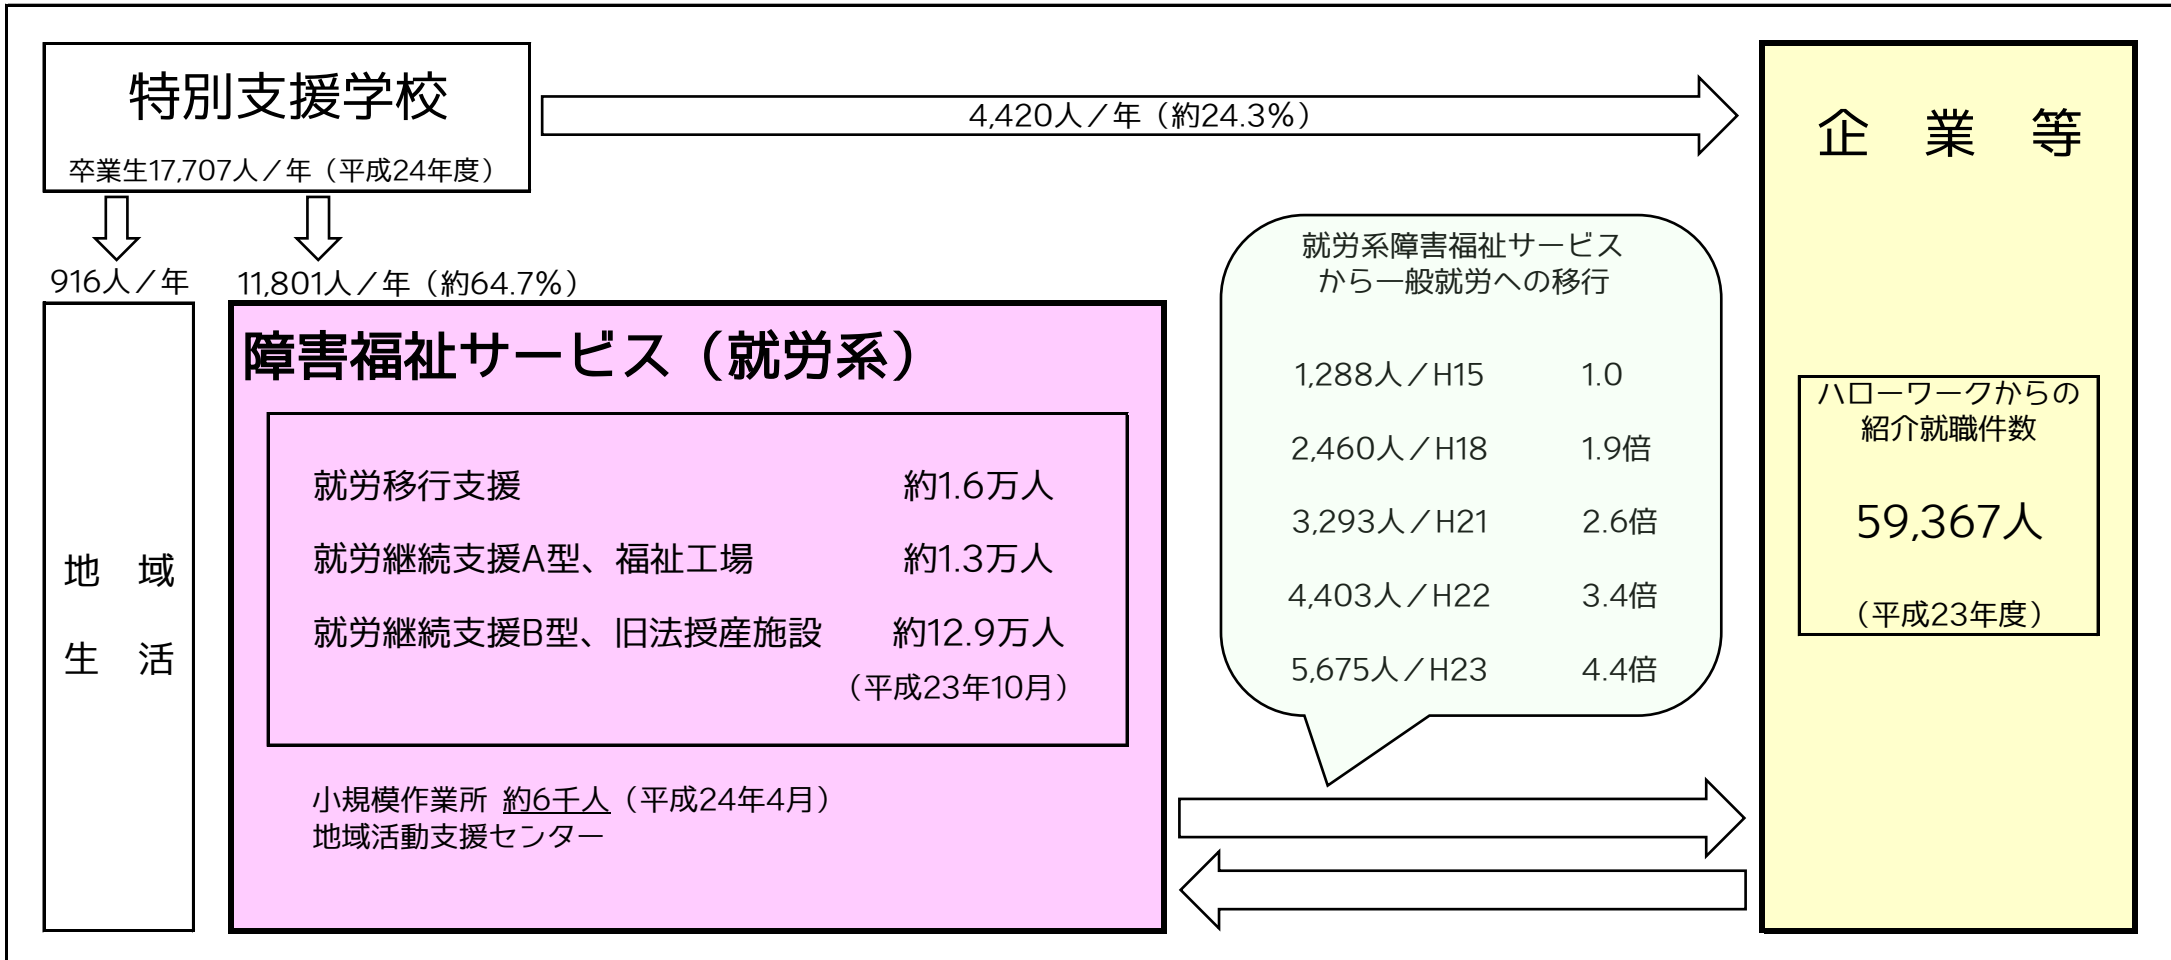 特別支援学校
卒業生17,707人／年（平成24年度）
4,420人／年（約24.3％）
企　業　等
916人／年
11,801人／年（約64.7％）
地　域
生　活
障害福祉サービス（就労系）
就労移行支援　約1.6万人
就労継続支援A型、福祉工場　約1.3万人
就労継続支援B型、旧法授産施設　約12.9万人
（平成23年10月）
小規模作業所 約6千人（平成24年4月）
地域活動支援センター
就労系障害福祉サービス
から一般就労への移行
1,288人／H15　1.0
2,460人／H18　1.9倍
3,293人／H21　2.6倍
4,403人／H22　3.4倍
5,675人／H23　4.4倍
ハローワークからの
紹介就職件数
59,367人
（平成23年度）